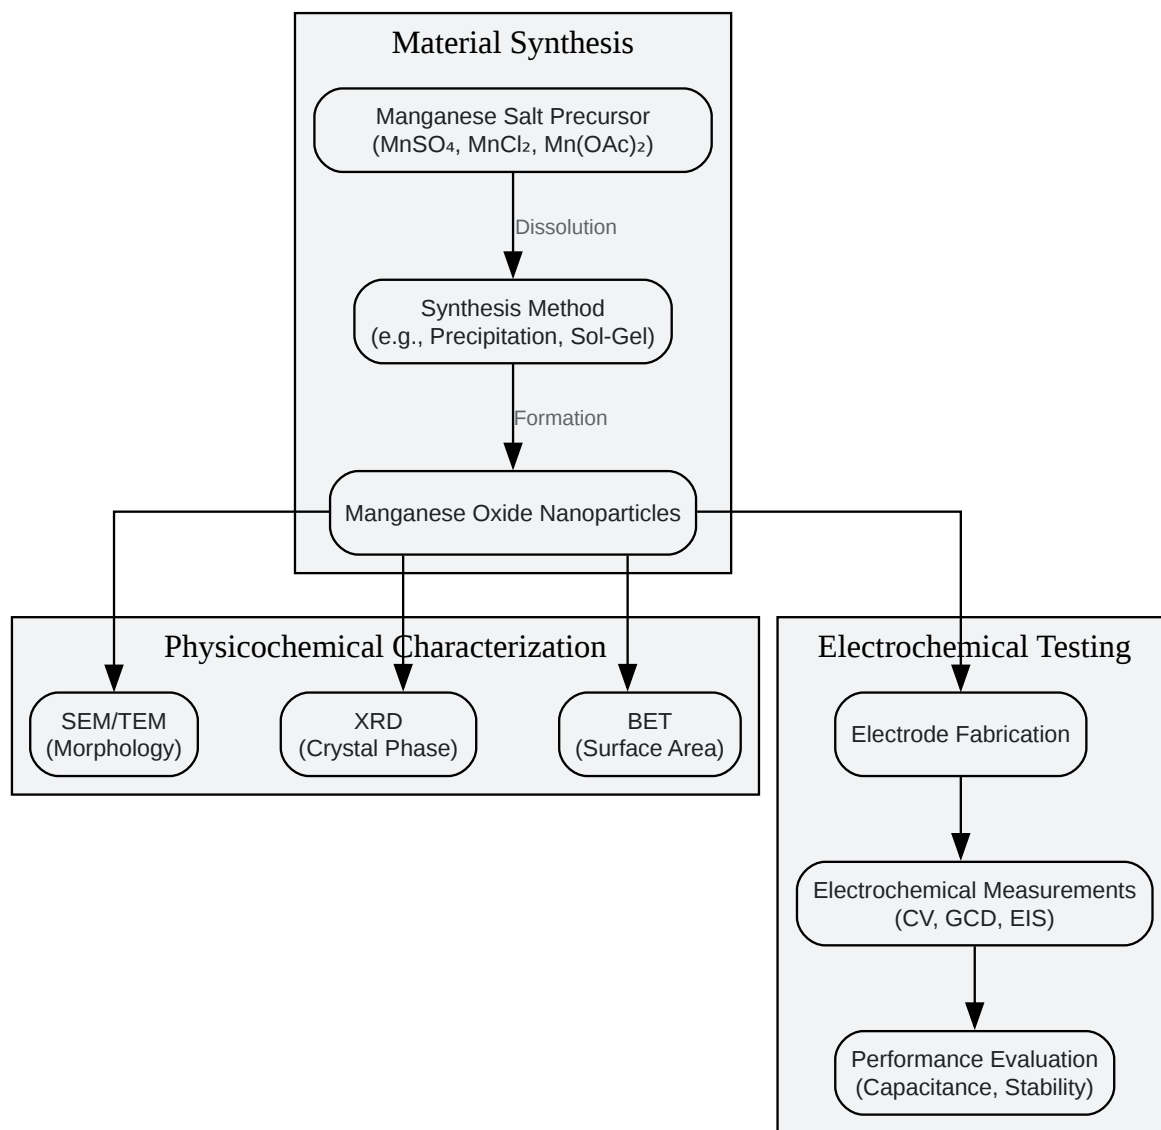 Material Synthesis
Manganese Salt Precursor
(MnSO₄, MnCl₂, Mn(OAc)₂)
Dissolution
Synthesis Method
(e.g., Precipitation, Sol-Gel)
Formation
Manganese Oxide Nanoparticles
Physicochemical Characterization
SEM/TEM
(Morphology)
XRD
(Crystal Phase)
BET
(Surface Area)
Electrochemical Testing
Electrode Fabrication
Electrochemical Measurements
(CV, GCD, EIS)
Performance Evaluation
(Capacitance, Stability)